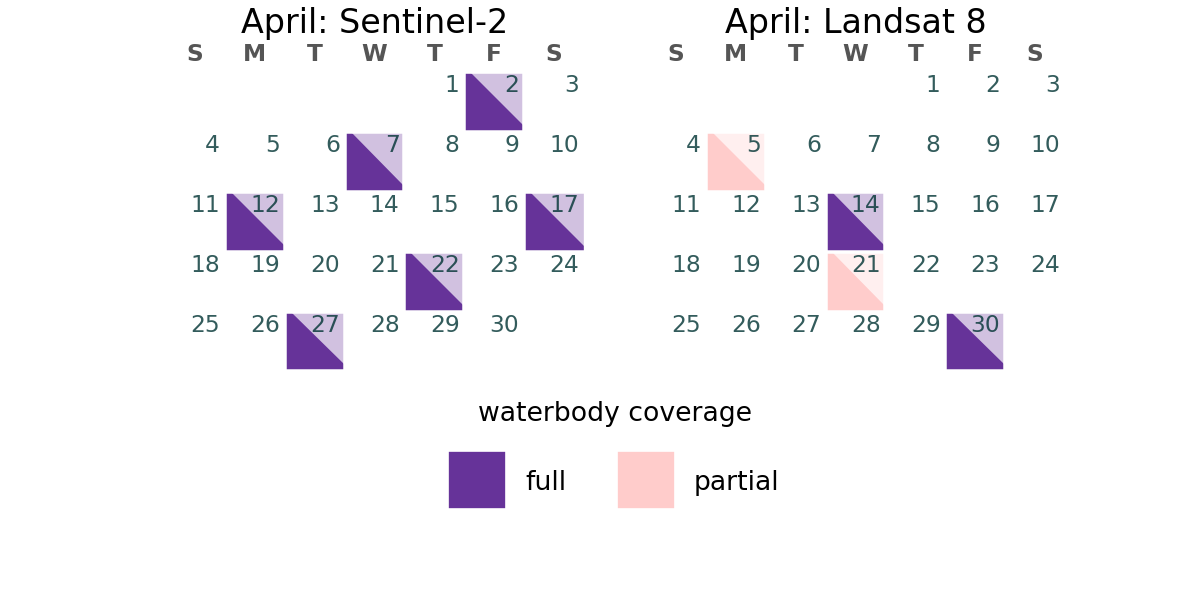 April: Sentinel-2
S M T W T F S
1 2 3
4 5 6 7 8 9 10
11 12 13 14 15 16 17
18 19 20 21 22 23 24
25 26 27 28 29 30
April: Landsat 8
S M T W T F S
1 2 3
4 5 6 7 8 9 10
11 12 13 14 15 16 17
18 19 20 21 22 23 24
25 26 27 28 29 30
waterbody coverage
full partial